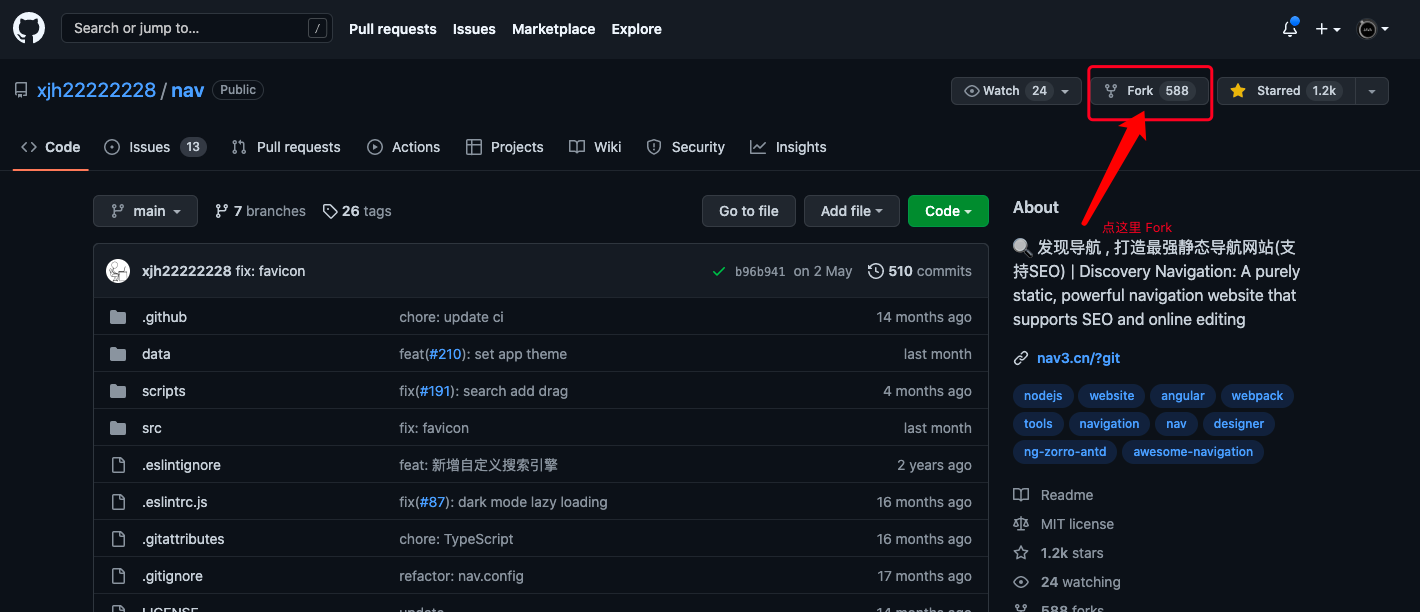 Search or jump to... / Pull requests Issues Marketplace Explore
xjh22222228 / nav Public Watch 24 Fork 588 Starred 1.2k
Code Issues 13 Pull requests Actions Projects Wiki Security Insights
main 7 branches 26 tags Go to file Add file Code
xjh22222228 fix: favicon b96b941 on 2 May 510 commits
.github chore: update ci 14 months ago
data feat(#210): set app theme last month
scripts fix(#191): search add drag 4 months ago
src fix: favicon last month
.eslintignore feat: 新增自定义搜索引擎 2 years ago
.eslintrc.js fix(#87): dark mode lazy loading 16 months ago
.gitattributes chore: TypeScript 16 months ago
.gitignore refactor: nav.config 17 months ago
LICENSE update 14 months ago
About
点这里 Fork
发现导航 , 打造最强静态导航网站(支
持SEO) | Discovery Navigation: A purely
static, powerful navigation website that
supports SEO and online editing
nav3.cn/?git
nodejs website angular webpack
tools navigation nav designer
ng-zorro-antd awesome-navigation
Readme
MIT license
1.2k stars
24 watching
588 forks